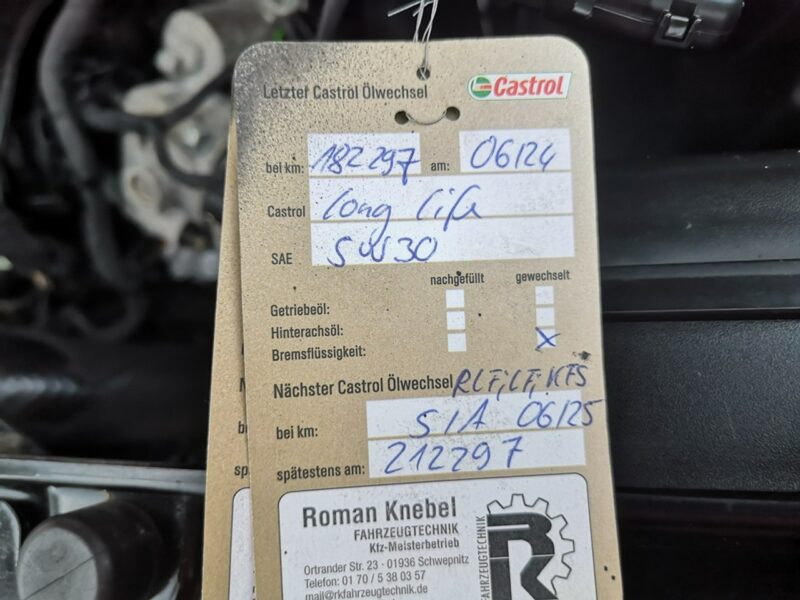 Letzter Castrol Ölwechsel
Castrol
bei km: 182297 am: 06/24
Castrol long life
SAE 5W30
nachgefüllt gewechselt
Getriebeöl:
Hinterachsöl:
Bremsflüssigkeit: x
Nächster Castrol Ölwechsel RLF, LF, KFS
bei km: S/A 06/25
spätestens am: 212297
Roman Knebel
FAHRZEUGTECHNIK
Kfz-Meisterbetrieb
Ortrander Str. 23 - 01936 Schwepnitz
Telefon: 01 70 / 5 38 03 57
mail@rkfahrzeugtechnik.de
RK
FAHRZEUGTECHNIK